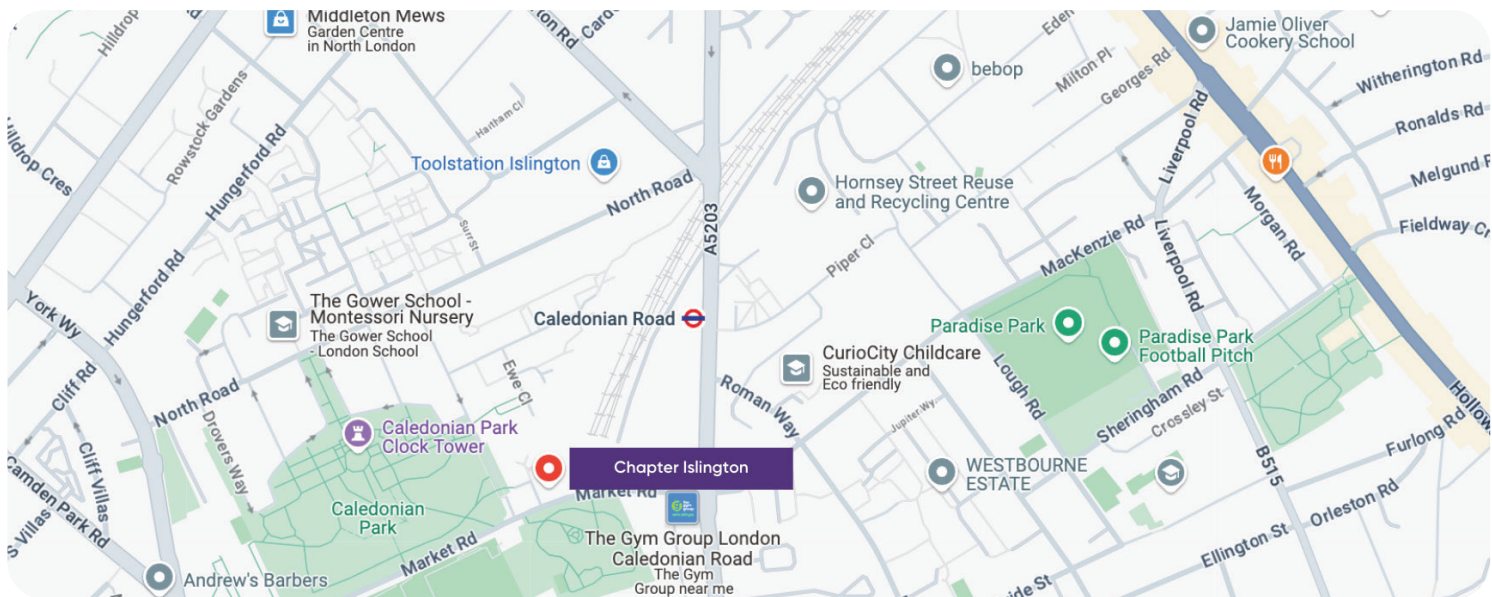 Middleton Mews
Garden Centre
in North London
Hilldrop
Hilldrop Cres
Rowstock Gardens
Hungerford Rd
Hartham Cl
Toolstation Islington
North Road
Surr St
A5203
bebop
Eden
Milton Pl
Georges Rd
Jamie Oliver
Cookery School
Witherington Rd
Ronalds Rd
Liverpool Rd
Hornsey Street Reuse
and Recycling Centre
Morgan Rd
Piper Cl
MacKenzie Rd
Liverpool Rd
York Wy
Hungerford Rd
The Gower School -
Montessori Nursery
The Gower School
- London School
Caledonian Road
Paradise Park
Paradise Park
Football Pitch
CurioCity Childcare
Sustainable and
Eco friendly
Ewe Cl
Roman Way
Lough Rd
Cliff Rd
North Road
Drovers Way
Cliff Villas
Caledonian Park
Clock Tower
Jupiter Wy
Sheringham Rd
Crossley St
Furlong Rd
Chapter Islington
WESTBOURNE
ESTATE
B515
Market Rd
Camden Park Rd
Caledonian
Park
Orleston Rd
The Gym Group London
Caledonian Road
The Gym
Group near me
Market Rd
Ellington St
Andrew's Barbers